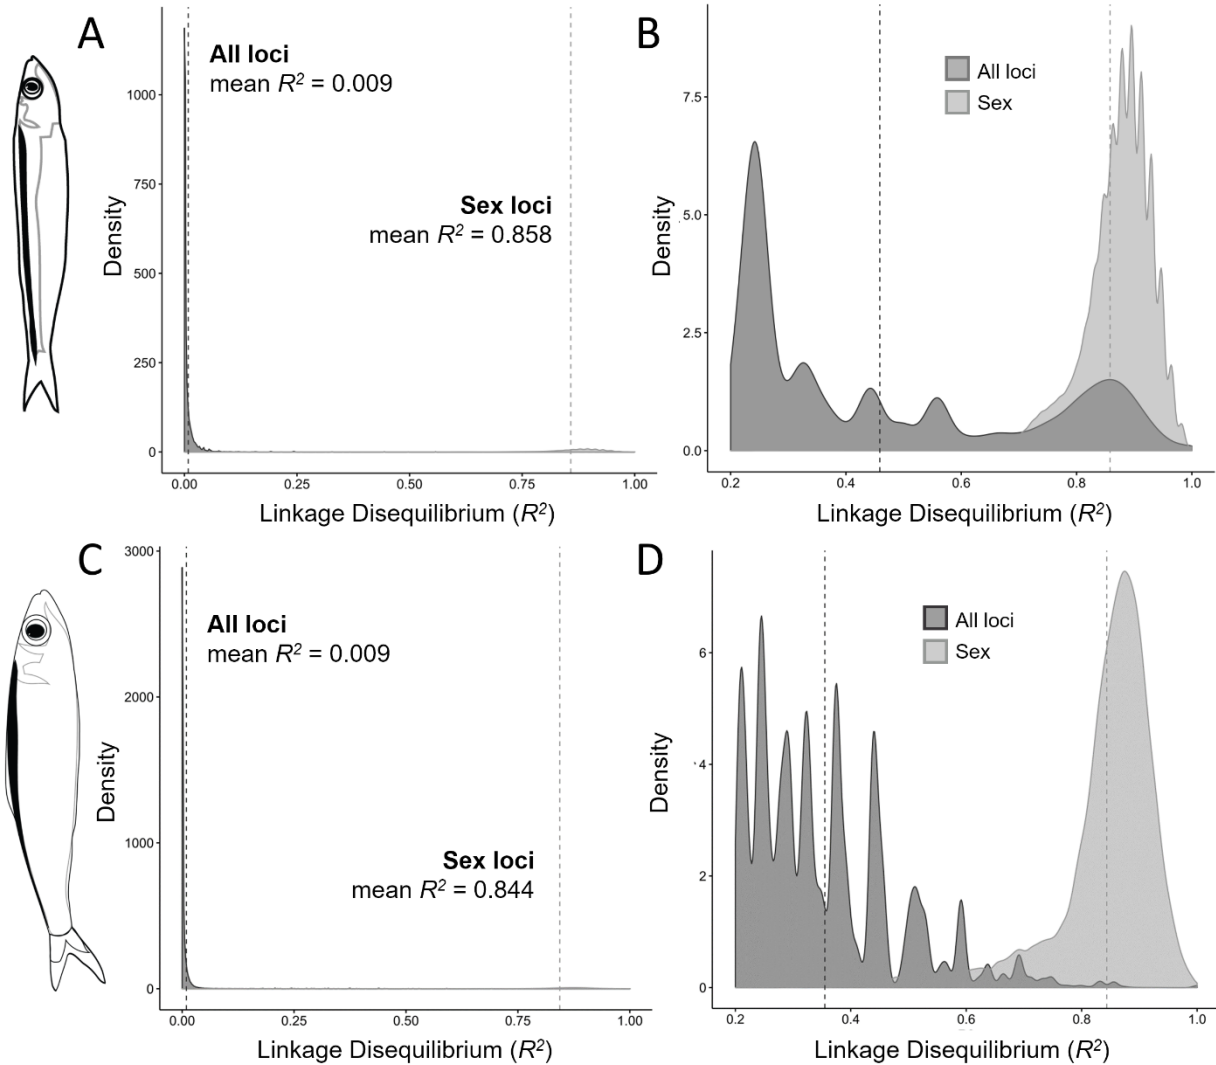 A
All loci
mean R² = 0.009
Sex loci
mean R² = 0.858
Density
1000
750
500
250
0
0.00 0.25 0.50 0.75 1.00
Linkage Disequilibrium (R²)
B
All loci
Sex
Density
7.5
5.0
2.5
0.0
0.2 0.4 0.6 0.8 1.0
Linkage Disequilibrium (R²)
C
All loci
mean R² = 0.009
Sex loci
mean R² = 0.844
Density
3000
2000
1000
0
0.00 0.25 0.50 0.75 1.00
Linkage Disequilibrium (R²)
D
All loci
Sex
Density
6
4
2
0
0.2 0.4 0.6 0.8 1.0
Linkage Disequilibrium (R²)